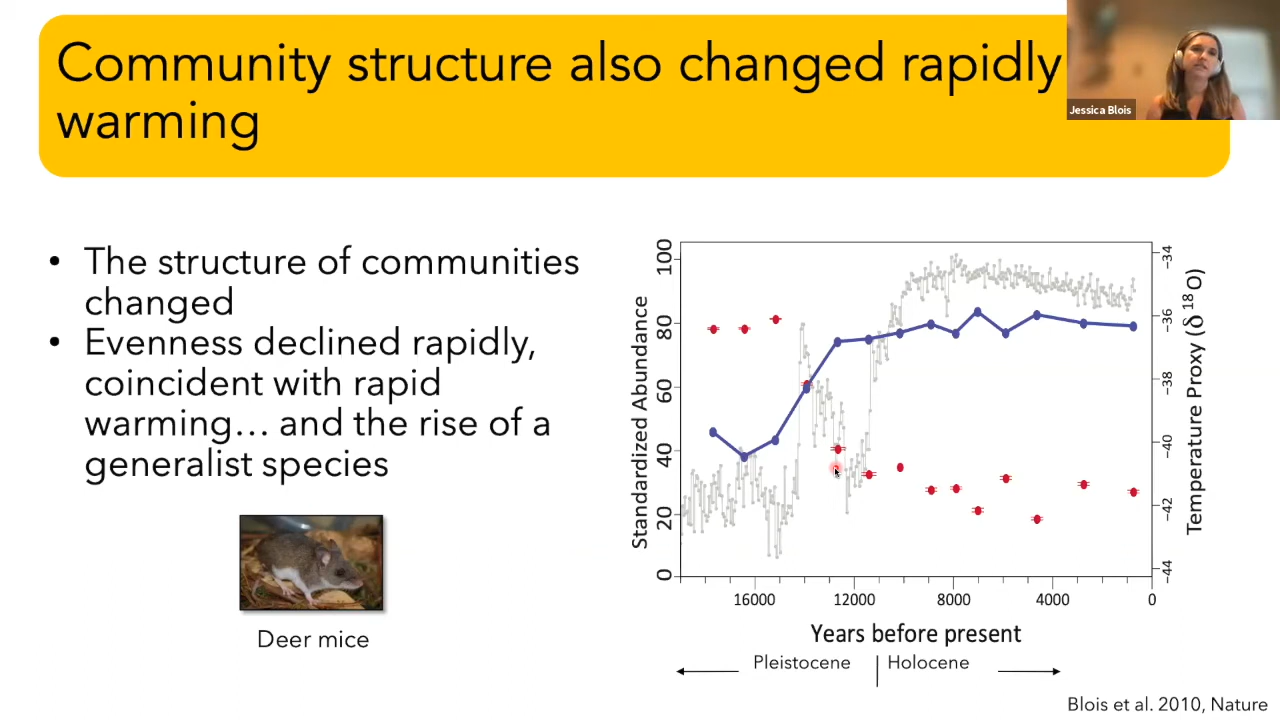 Community structure also changed rapidly
warming
Jessica Blois
• The structure of communities
changed
• Evenness declined rapidly,
coincident with rapid
warming... and the rise of a
generalist species
Deer mice
Standardized Abundance
100
80
60
40
20
0
16000 12000 8000 4000 0
Years before present
-34
-36
-38
-40
-42
-44
Temperature Proxy (δ 18O)
Pleistocene Holocene
Blois et al. 2010, Nature